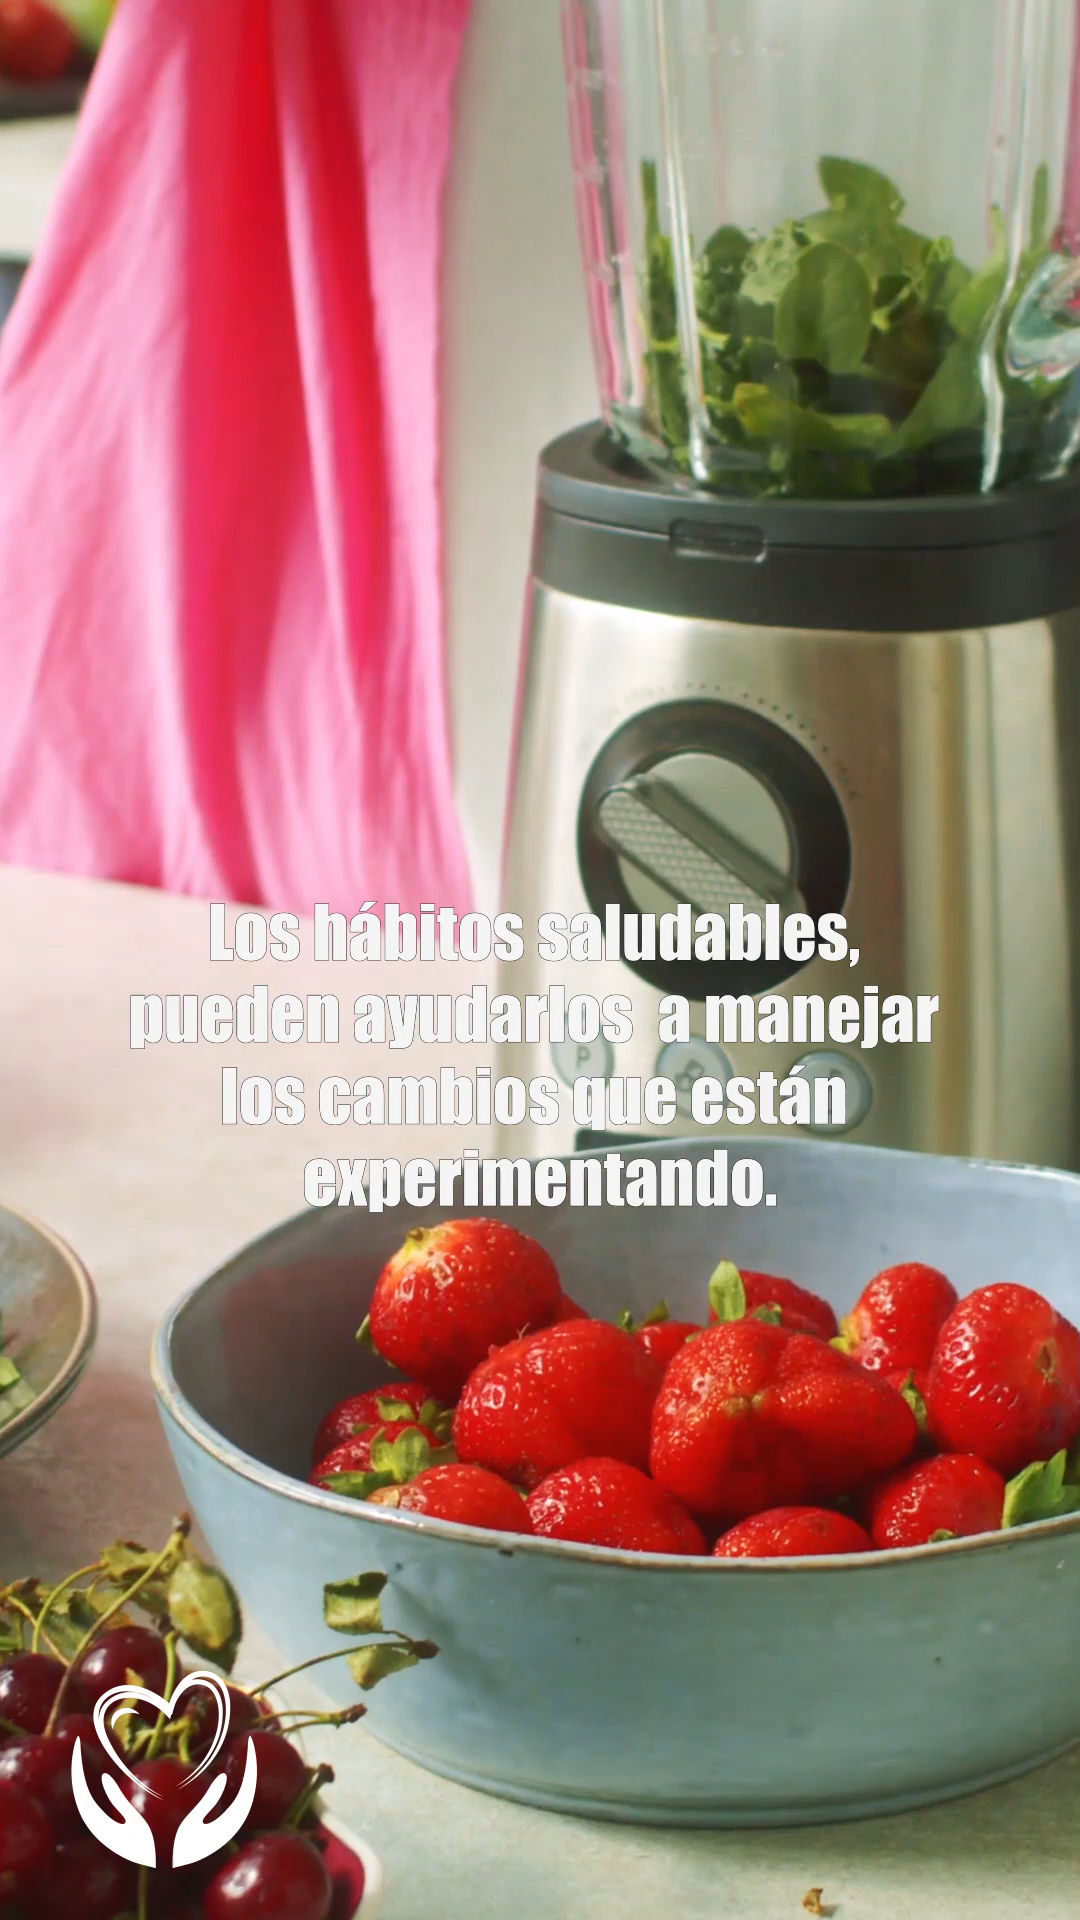 Los hábitos saludables,
pueden ayudarlos  a manejar
los cambios que están
experimentando.
P